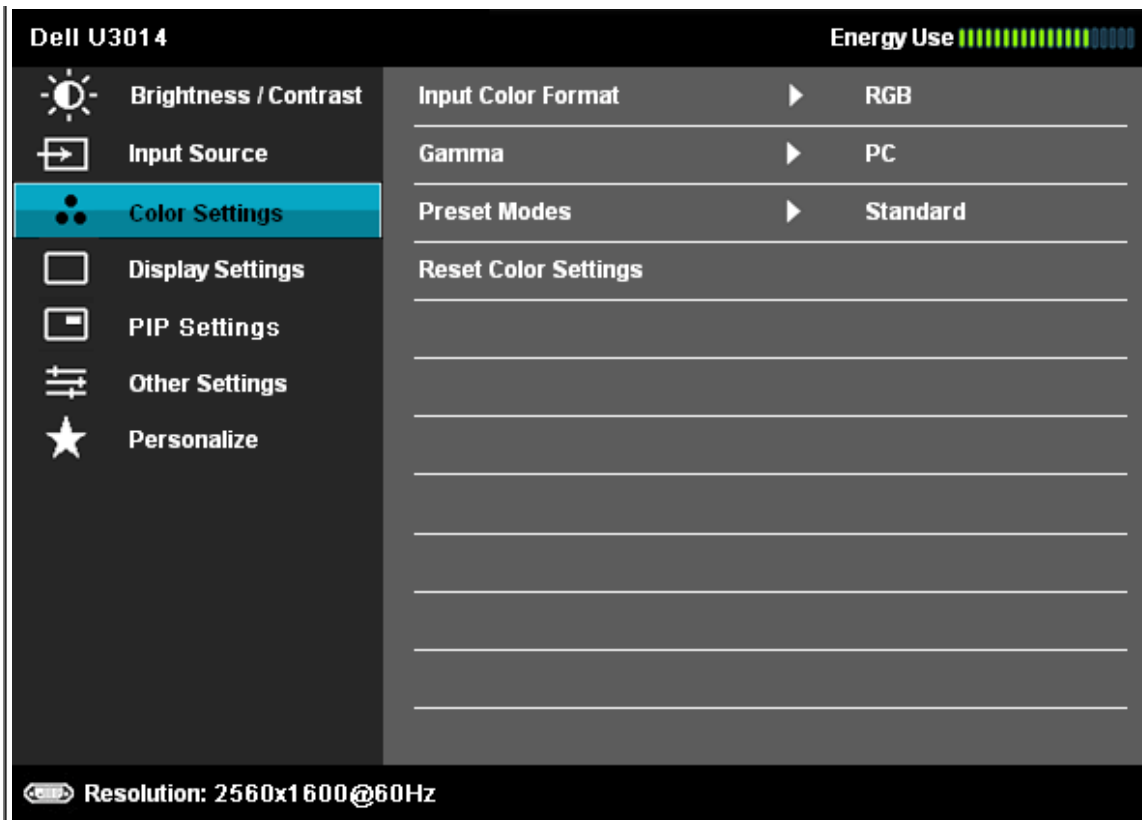 Dell U3014 Energy Use
Brightness / Contrast Input Color Format RGB
Input Source Gamma PC
Color Settings Preset Modes Standard
Display Settings Reset Color Settings
PIP Settings
Other Settings
Personalize
Resolution: 2560x1600@60Hz